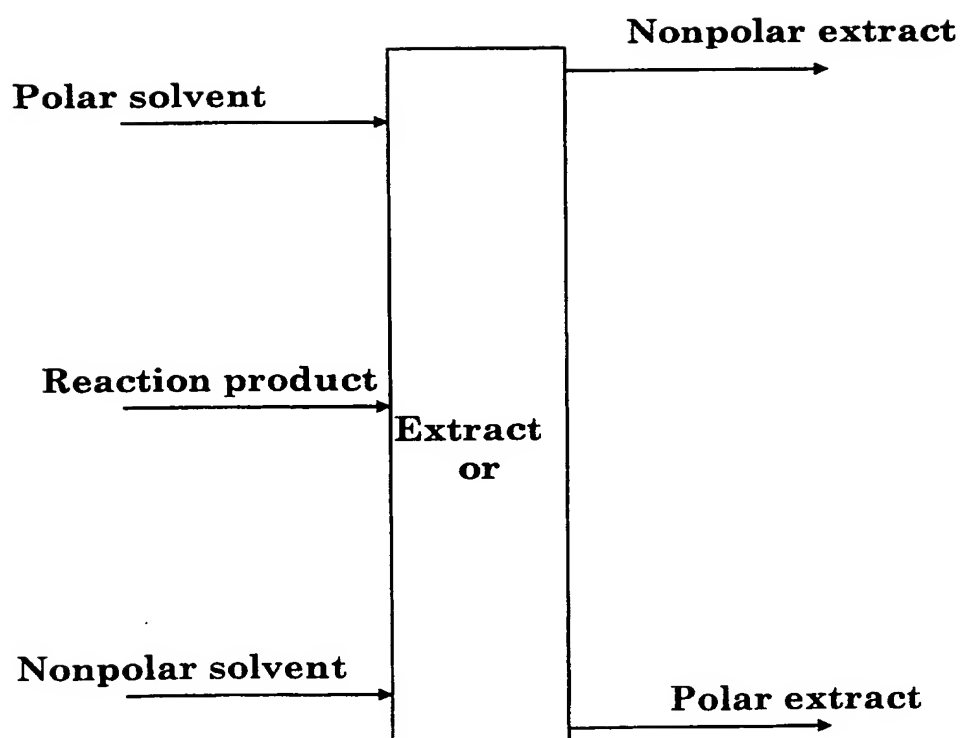 Nonpolar extract
Polar solvent
Reaction product
Extract
or
Nonpolar solvent
Polar extract